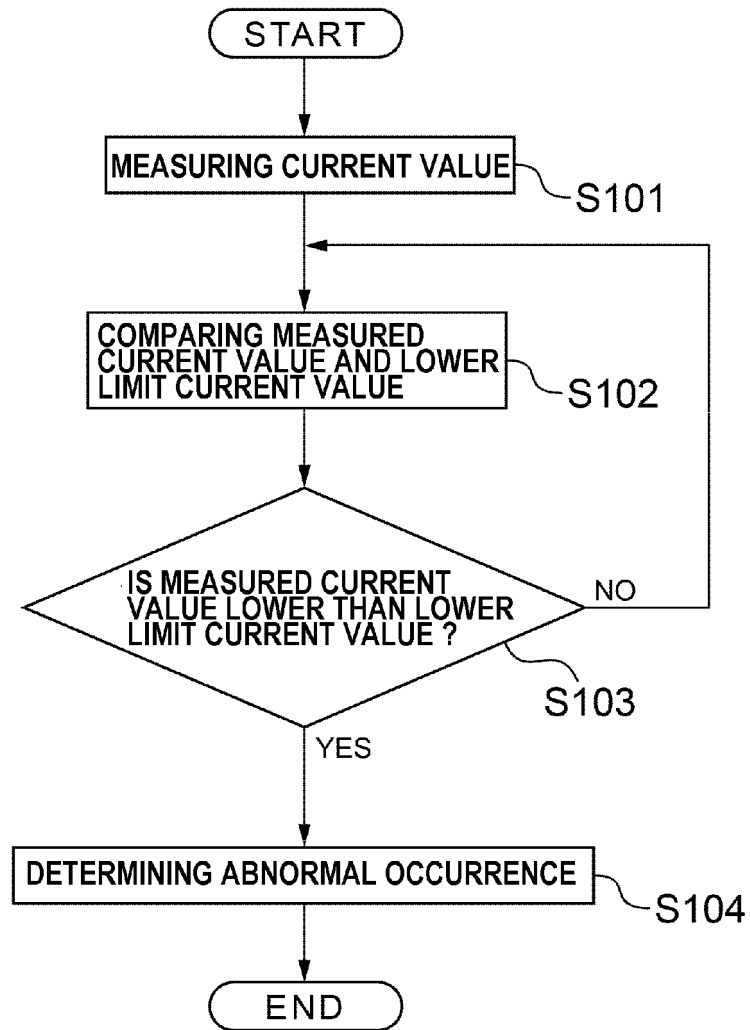 START
MEASURING CURRENT VALUE
S101
COMPARING MEASURED
CURRENT VALUE AND LOWER
LIMIT CURRENT VALUE
S102
IS MEASURED CURRENT
VALUE LOWER THAN LOWER
LIMIT CURRENT VALUE ?
NO
S103
YES
DETERMINING ABNORMAL OCCURRENCE
S104
END